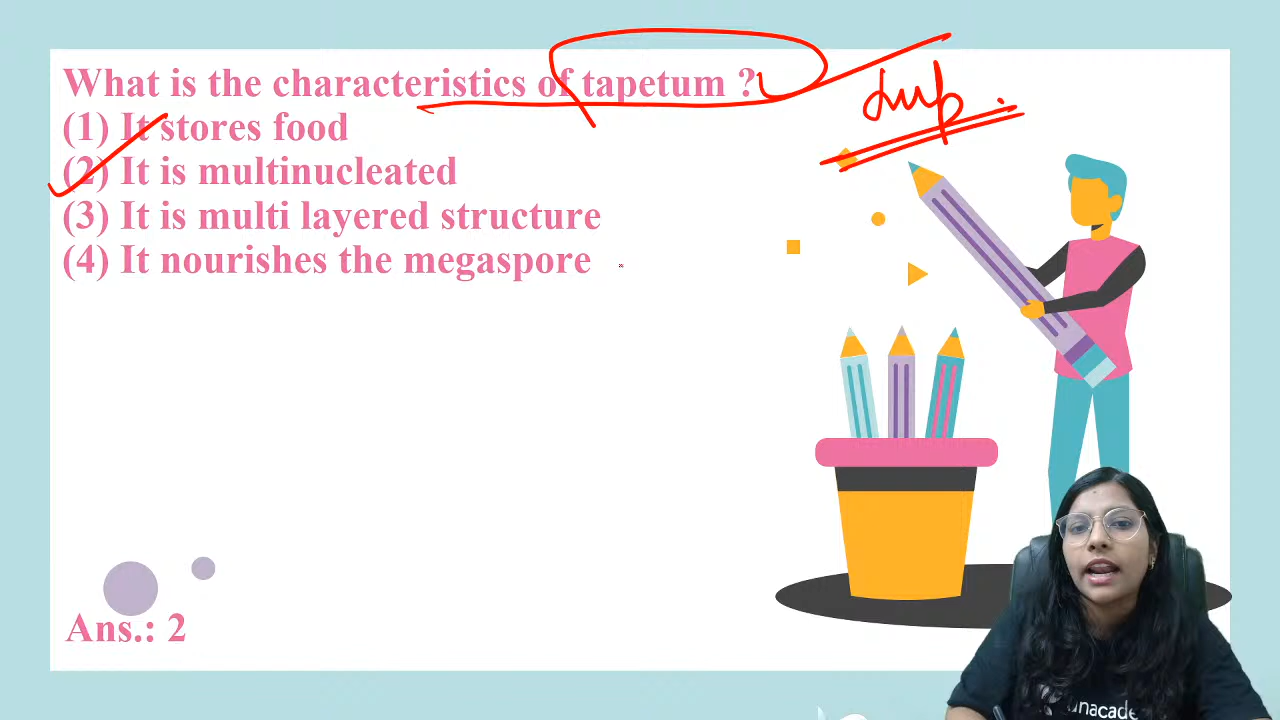 What is the characteristics of tapetum ?
Imp.
(1) It stores food
(2) It is multinucleated
(3) It is multi layered structure
(4) It nourishes the megaspore
Ans.: 2
unacade